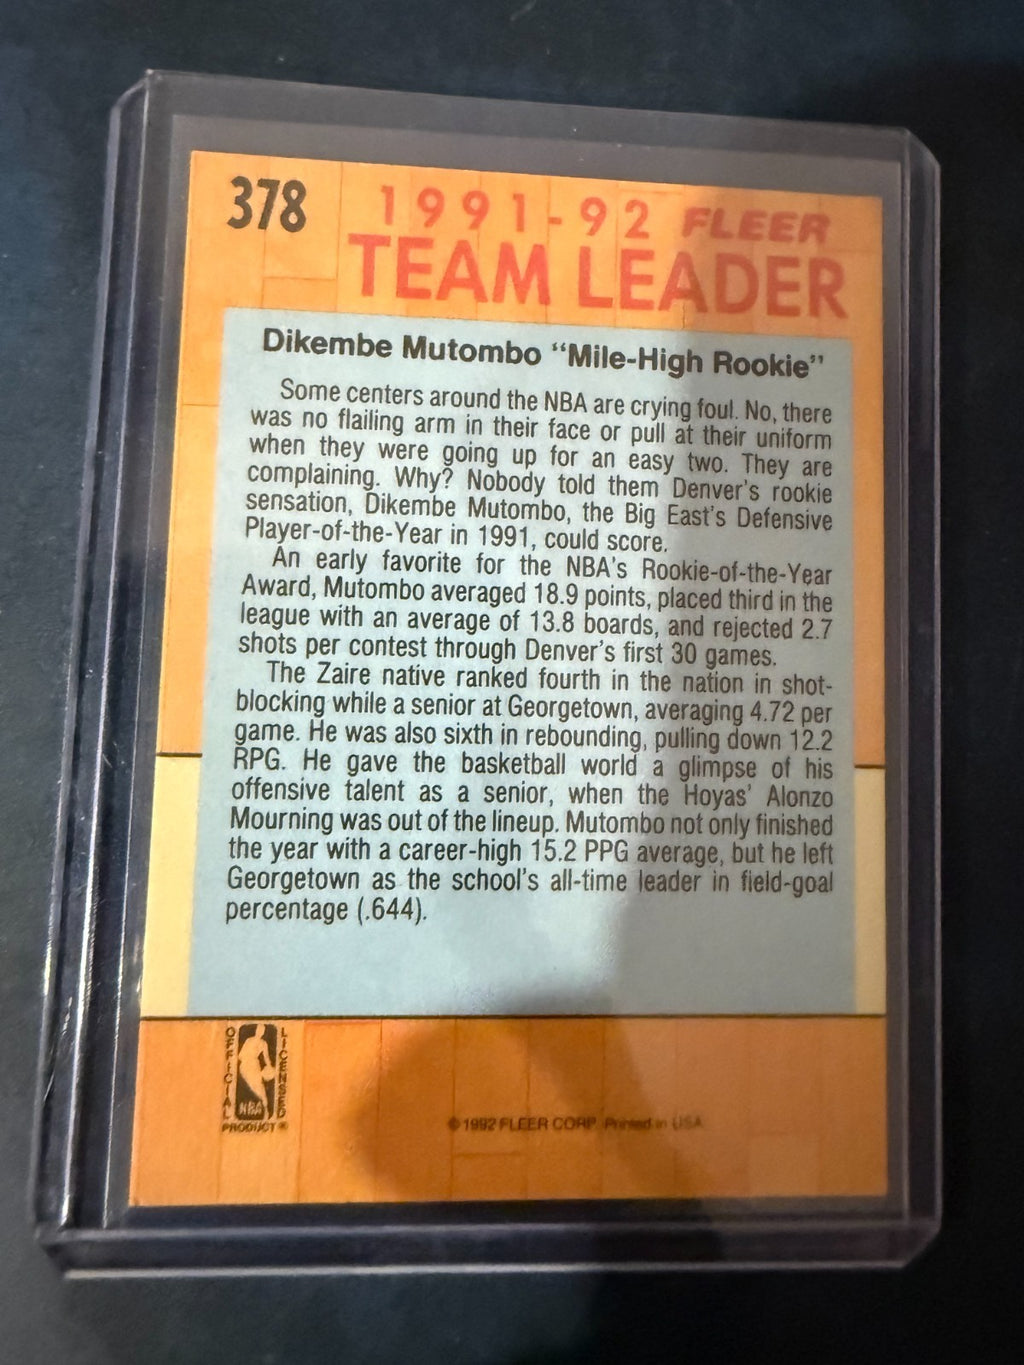 378
1991-92 FLEER
TEAM LEADER
Dikembe Mutombo “Mile-High Rookie”
Some centers around the NBA are crying foul. No, there
was no flailing arm in their face or pull at their uniform
when they were going up for an easy two. They are
complaining. Why? Nobody told them Denver's rookie
sensation, Dikembe Mutombo, the Big East's Defensive
Player-of-the-Year in 1991, could score.
An early favorite for the NBA's Rookie-of-the-Year
Award, Mutombo averaged 18.9 points, placed third in the
league with an average of 13.8 boards, and rejected 2.7
shots per contest through Denver's first 30 games.
The Zaire native ranked fourth in the nation in shot-
blocking while a senior at Georgetown, averaging 4.72 per
game. He was also sixth in rebounding, pulling down 12.2
RPG. He gave the basketball world a glimpse of his
offensive talent as a senior, when the Hoyas' Alonzo
Mourning was out of the lineup. Mutombo not only finished
the year with a career-high 15.2 PPG average, but he left
Georgetown as the school's all-time leader in field-goal
percentage (.644).
OFFICIAL
LICENSED
NBA
PRODUCT®
© 1992 FLEER CORP. Printed in USA